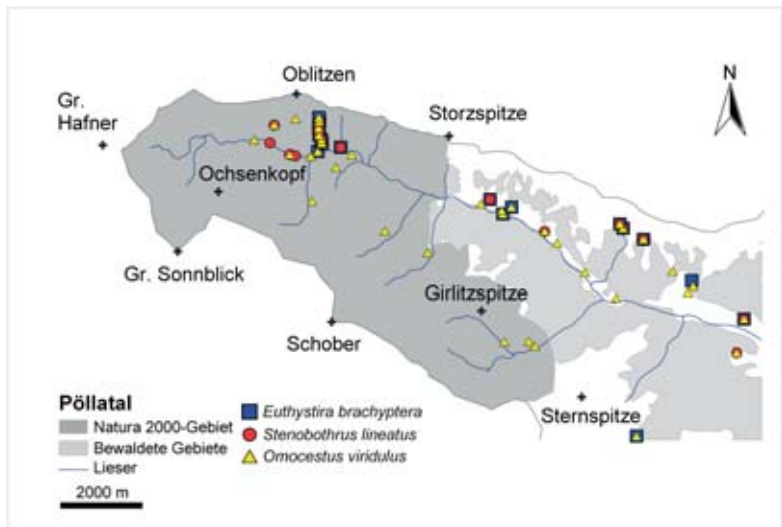 N
Oblitzen
Gr. Hafner
Storzspitze
Ochsenkopf
Gr. Sonnblick
Girlitzspitze
Schober
Sternspitze
Pöllatal
Natura 2000-Gebiet
Bewaldete Gebiete
Lieser
2000 m
Euthystira brachyptera
Stenobothrus lineatus
Omocestus viridulus